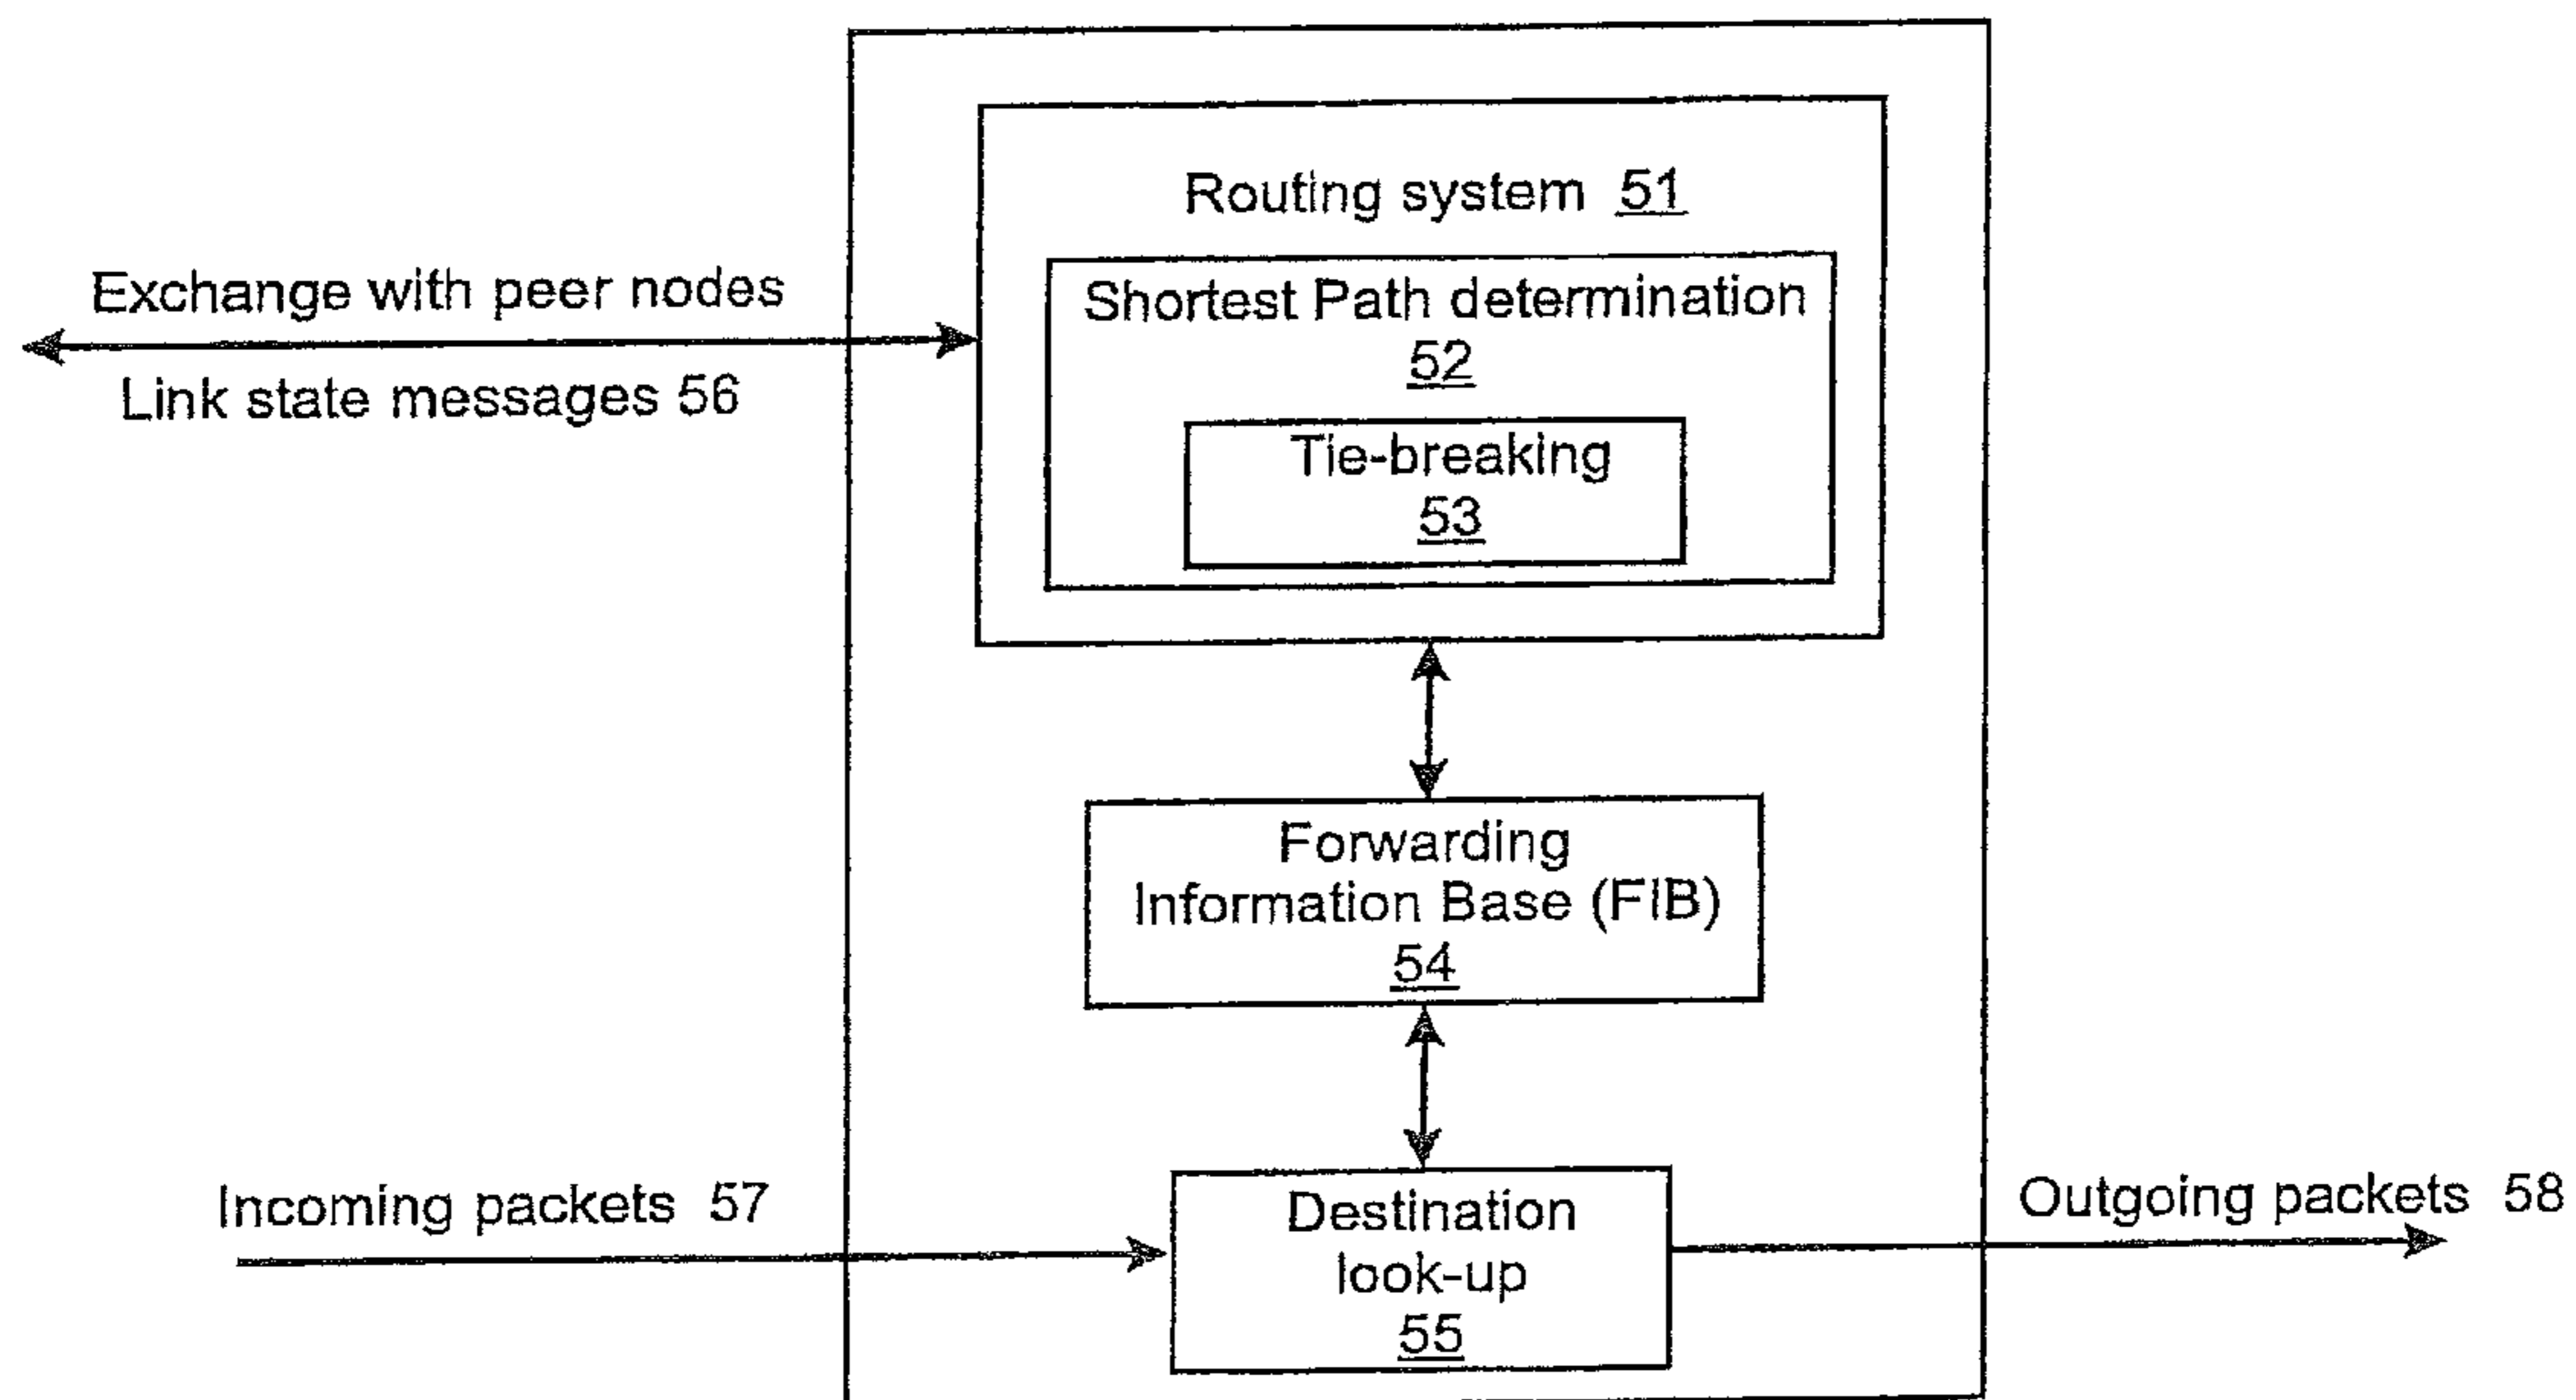 Routing system 51
Exchange with peer nodes
Link state messages 56
Shortest Path determination
52
Tie-breaking
53
Forwarding
Information Base (FIB)
54
Incoming packets 57
Destination
look-up
55
Outgoing packets 58